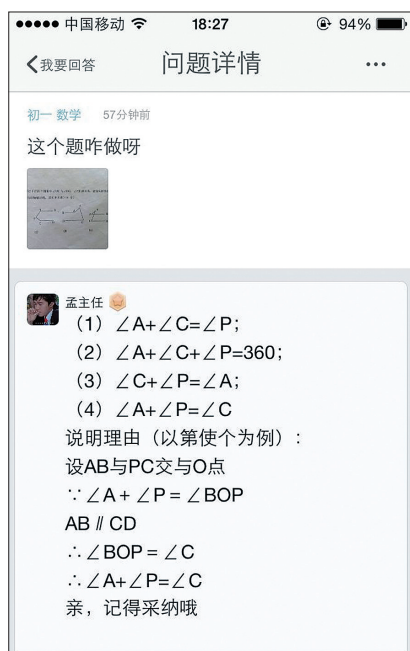 中国移动 18:27 94%
我要回答 问题详情
初一 数学 57分钟前
这个题咋做呀
孟主任
（1）∠A+∠C=∠P；
（2）∠A+∠C+∠P=360；
（3）∠C+∠P=∠A；
（4）∠A+∠P=∠C
说明理由（以第使个为例）：
设AB与PC交与O点
∵∠A＋∠P＝∠BOP
AB∥CD
∴∠BOP＝∠C
∴∠A+∠P=∠C
亲，记得采纳哦